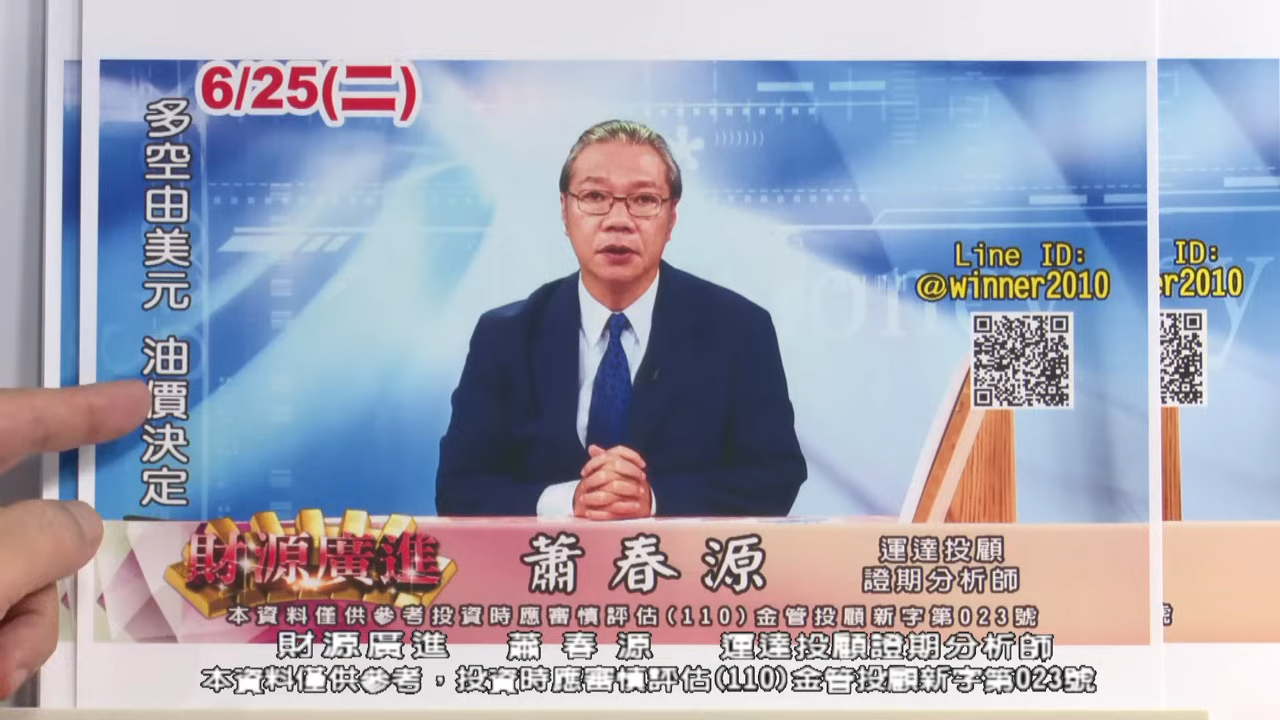 6/25(二)
多空由美元 油價決定
Line ID:
@winner2010
ID:
er2010
財源廣進
蕭春源
運達投顧
證期分析師
本資料僅供參考投資時應審慎評估(110)金管投顧新字第023號
號
財源廣進 蕭春源 運達投顧證期分析師
本資料僅供參考，投資時應審慎評估(110)金管投顧新字第023號